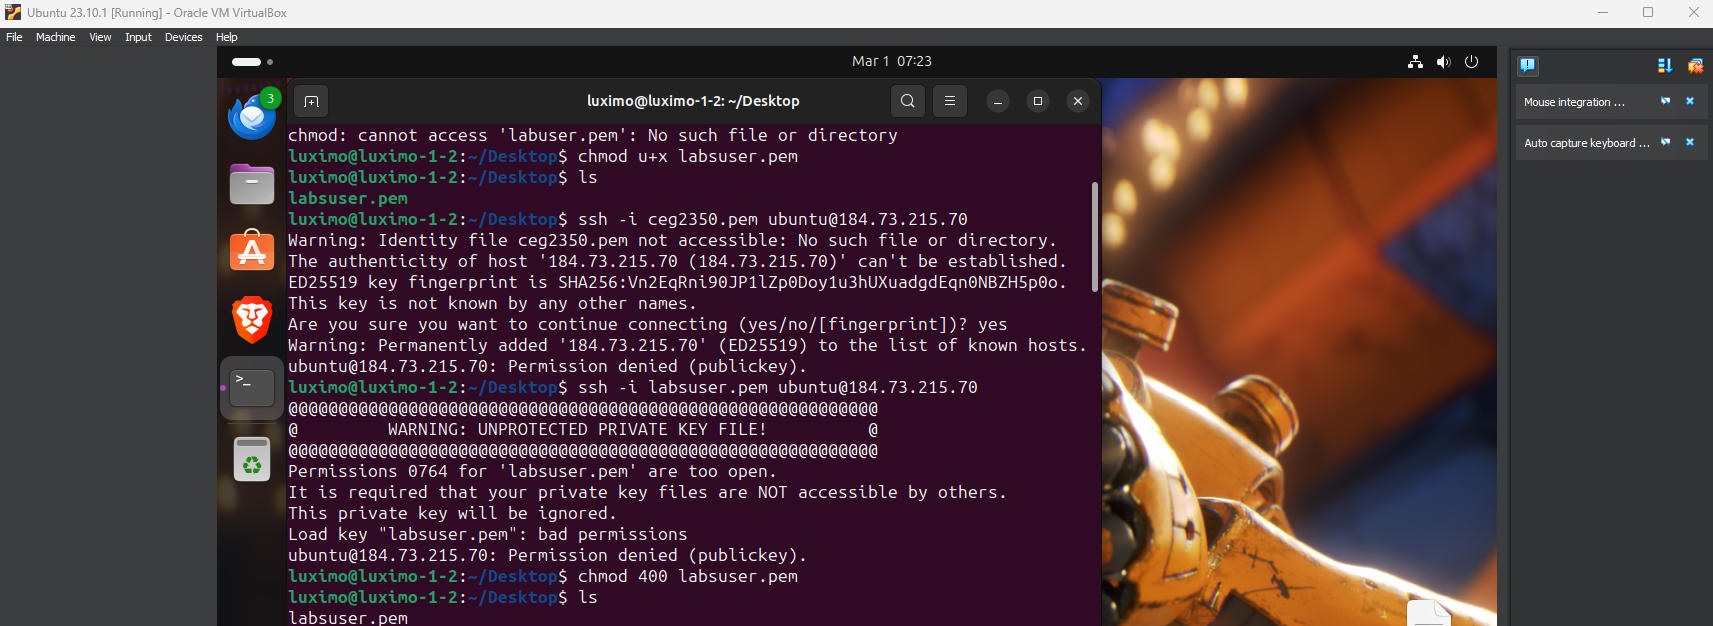 Ubuntu 23.10.1 [Running] - Oracle VM VirtualBox
File Machine View Input Devices Help
Mar 1 07:23
3
luximo@luximo-1-2: ~/Desktop
Mouse integration ...
Auto capture keyboard ...
chmod: cannot access 'labuser.pem': No such file or directory
luximo@luximo-1-2:~/Desktop$ chmod u+x labsuser.pem
luximo@luximo-1-2:~/Desktop$ ls
labsuser.pem
luximo@luximo-1-2:~/Desktop$ ssh -i ceg2350.pem ubuntu@184.73.215.70
Warning: Identity file ceg2350.pem not accessible: No such file or directory.
The authenticity of host '184.73.215.70 (184.73.215.70)' can't be established.
ED25519 key fingerprint is SHA256:Vn2EqRni90JP1lZp0Doy1u3hUXuadgdEqn0NBZH5p0o.
This key is not known by any other names.
Are you sure you want to continue connecting (yes/no/[fingerprint])? yes
Warning: Permanently added '184.73.215.70' (ED25519) to the list of known hosts.
ubuntu@184.73.215.70: Permission denied (publickey).
luximo@luximo-1-2:~/Desktop$ ssh -i labsuser.pem ubuntu@184.73.215.70
@@@@@@@@@@@@@@@@@@@@@@@@@@@@@@@@@@@@@@@@@@@@@@@@@@@@@@@@@@@
@         WARNING: UNPROTECTED PRIVATE KEY FILE!          @
@@@@@@@@@@@@@@@@@@@@@@@@@@@@@@@@@@@@@@@@@@@@@@@@@@@@@@@@@@@
Permissions 0764 for 'labsuser.pem' are too open.
It is required that your private key files are NOT accessible by others.
This private key will be ignored.
Load key "labsuser.pem": bad permissions
ubuntu@184.73.215.70: Permission denied (publickey).
luximo@luximo-1-2:~/Desktop$ chmod 400 labsuser.pem
luximo@luximo-1-2:~/Desktop$ ls
labsuser.pem